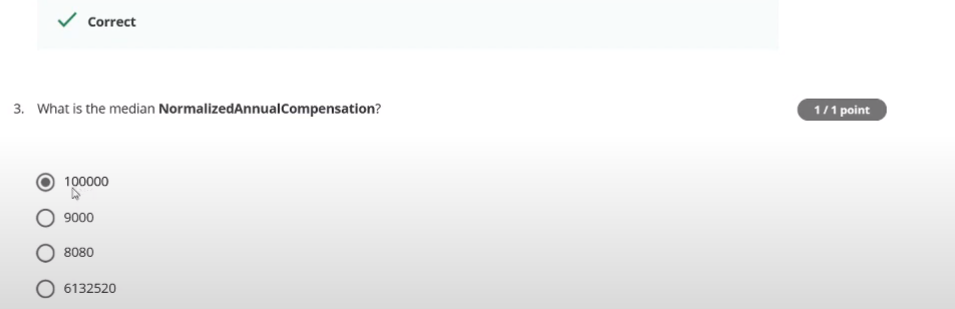 Correct
3. What is the median NormalizedAnnualCompensation?
1 / 1 point
100000
9000
8080
6132520